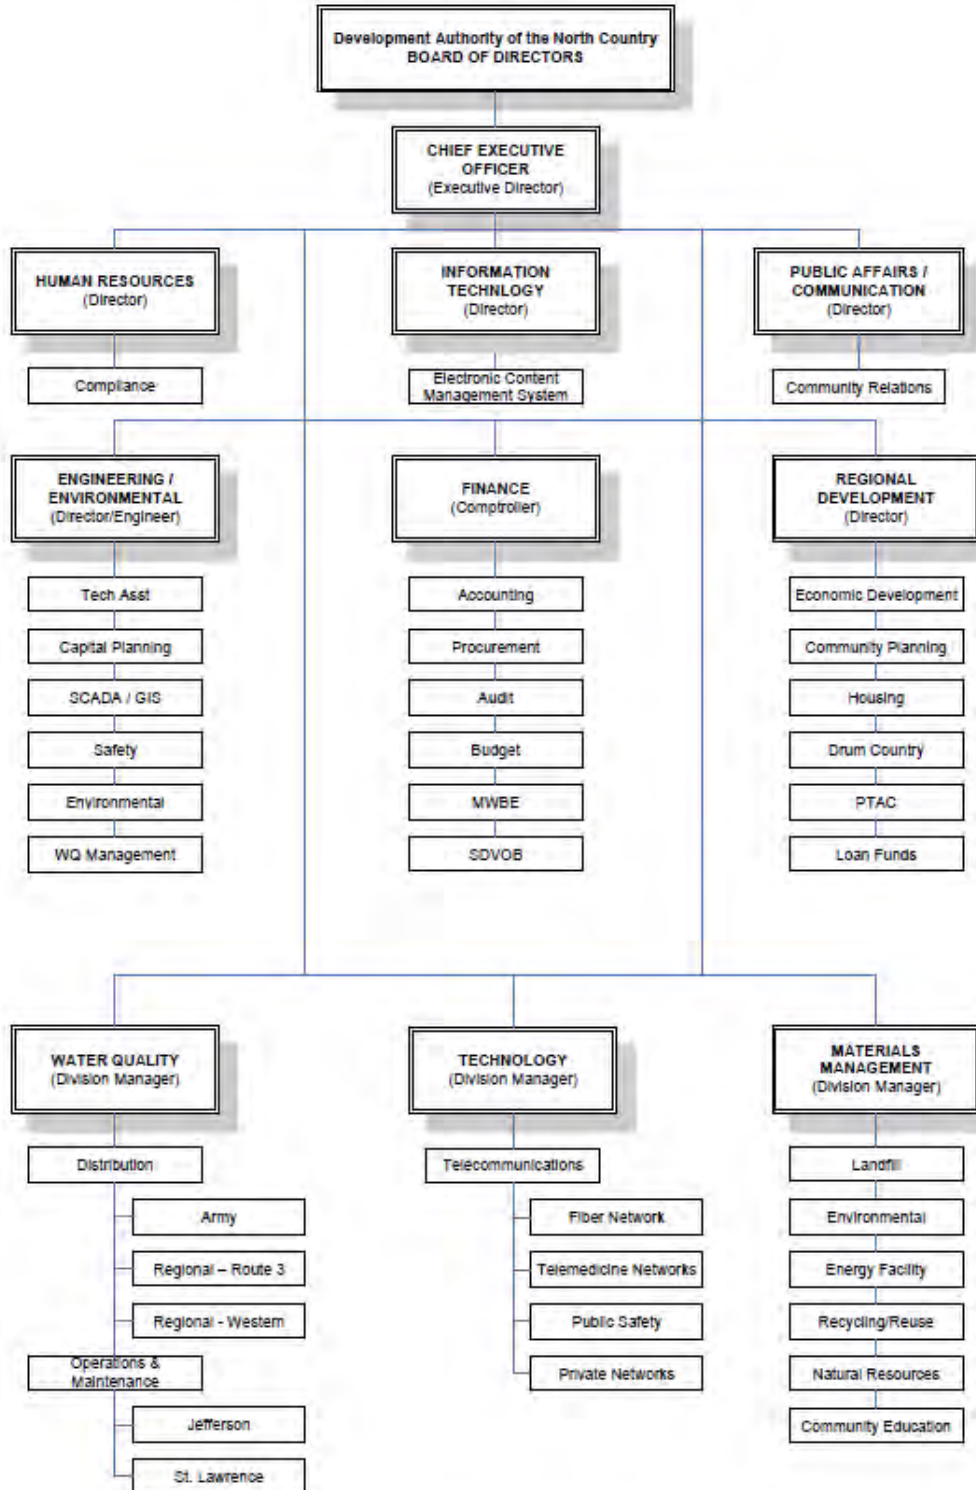 Development Authority of the North Country
BOARD OF DIRECTORS
CHIEF EXECUTIVE
OFFICER
(Executive Director)
HUMAN RESOURCES
(Director)
INFORMATION
TECHNLOGY
(Director)
PUBLIC AFFAIRS /
COMMUNICATION
(Director)
Compliance
Electronic Content
Management System
Community Relations
ENGINEERING /
ENVIRONMENTAL
(Director/Engineer)
FINANCE
(Comptroller)
REGIONAL
DEVELOPMENT
(Director)
Tech Asst
Capital Planning
SCADA / GIS
Safety
Environmental
WQ Management
Accounting
Procurement
Audit
Budget
MWBE
SDVOB
Economic Development
Community Planning
Housing
Drum Country
PTAC
Loan Funds
WATER QUALITY
(Division Manager)
TECHNOLOGY
(Division Manager)
MATERIALS
MANAGEMENT
(Division Manager)
Distribution
Army
Regional – Route 3
Regional - Western
Operations &
Maintenance
Jefferson
St. Lawrence
Telecommunications
Fiber Network
Telemedicine Networks
Public Safety
Private Networks
Landfill
Environmental
Energy Facility
Recycling/Reuse
Natural Resources
Community Education